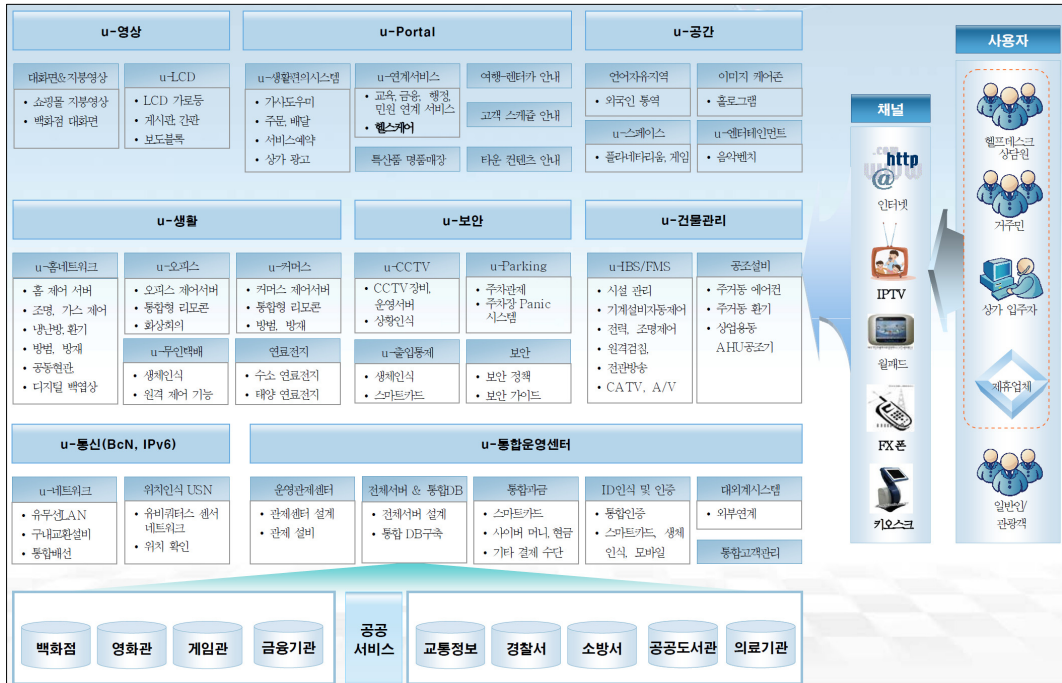 u-영상
대화면&지붕영상
• 쇼핑몰 지붕영상
• 백화점 대화면
u-LCD
• LCD 가로등
• 게시판, 간판
• 보도블록
u-Portal
u-생활편의시스템
• 가사도우미
• 주문, 배달
• 서비스예약
• 상가 광고
u-연계서비스
• 교육, 금융, 행정,
민원 연계 서비스
• 헬스케어
특산품 명품매장
여행·렌터카 안내
고객 스케쥴 안내
타운 컨텐츠 안내
u-공간
언어자유지역
• 외국인 통역
이미지 케어존
• 홀로그램
u-스페이스
• 플라네타리움, 게임
u-엔터테인먼트
• 음악벤치
u-생활
u-홈네트워크
• 홈 제어 서버
• 조명, 가스 제어
• 냉난방, 환기
• 방범, 방재
• 공동현관,
• 디지털 백엽상
u-오피스
• 오피스 제어서버
• 통합형 리모콘
• 화상회의
u-커머스
• 커머스 제어서버
• 통합형 리모콘
• 방범, 방재
u-무인택배
• 생체인식
• 원격 제어 기능
연료전지
• 수소 연료전지
• 태양 연료전지
u-보안
u-CCTV
• CCTV장비,
운영서버
• 상황인식
u-Parking
• 주차관제
• 주차장 Panic
시스템
u-출입통제
• 생체인식
• 스마트카드
보안
• 보안 정책
• 보안 가이드
u-건물관리
u-IBS/FMS
• 시설 관리
• 기계설비자동제어
• 전력, 조명제어
• 원격검침,
• 전관방송
• CATV, A/V
공조설비
• 주거동 에어컨
• 주거동 환기
• 상업용동
AHU공조기
u-통신(BcN, IPv6)
u-네트워크
• 유무선LAN
• 구내교환설비
• 통합배선
위치인식 USN
• 유비쿼터스 센서
네트워크
• 위치 확인
u-통합운영센터
운영관제센터
• 관제센터 설계
• 관제 설비
전체서버 & 통합DB
• 전체서버 설계
• 통합 DB구축
통합과금
• 스마트카드
• 사이버 머니, 현금
• 기타 결제 수단
ID인식 및 인증
• 통합인증
• 스마트카드, 생체
인식, 모바일
대외계시스템
• 외부연계
통합고객관리
백화점
영화관
게임관
금융기관
공공
서비스
교통정보
경찰서
소방서
공공도서관
의료기관
채널
.com
http
www
@
인터넷
IPTV
월패드
FX폰
키오스크
사용자
헬프데스크
상담원
거주민
상가 입주자
제휴업체
일반인/
관광객